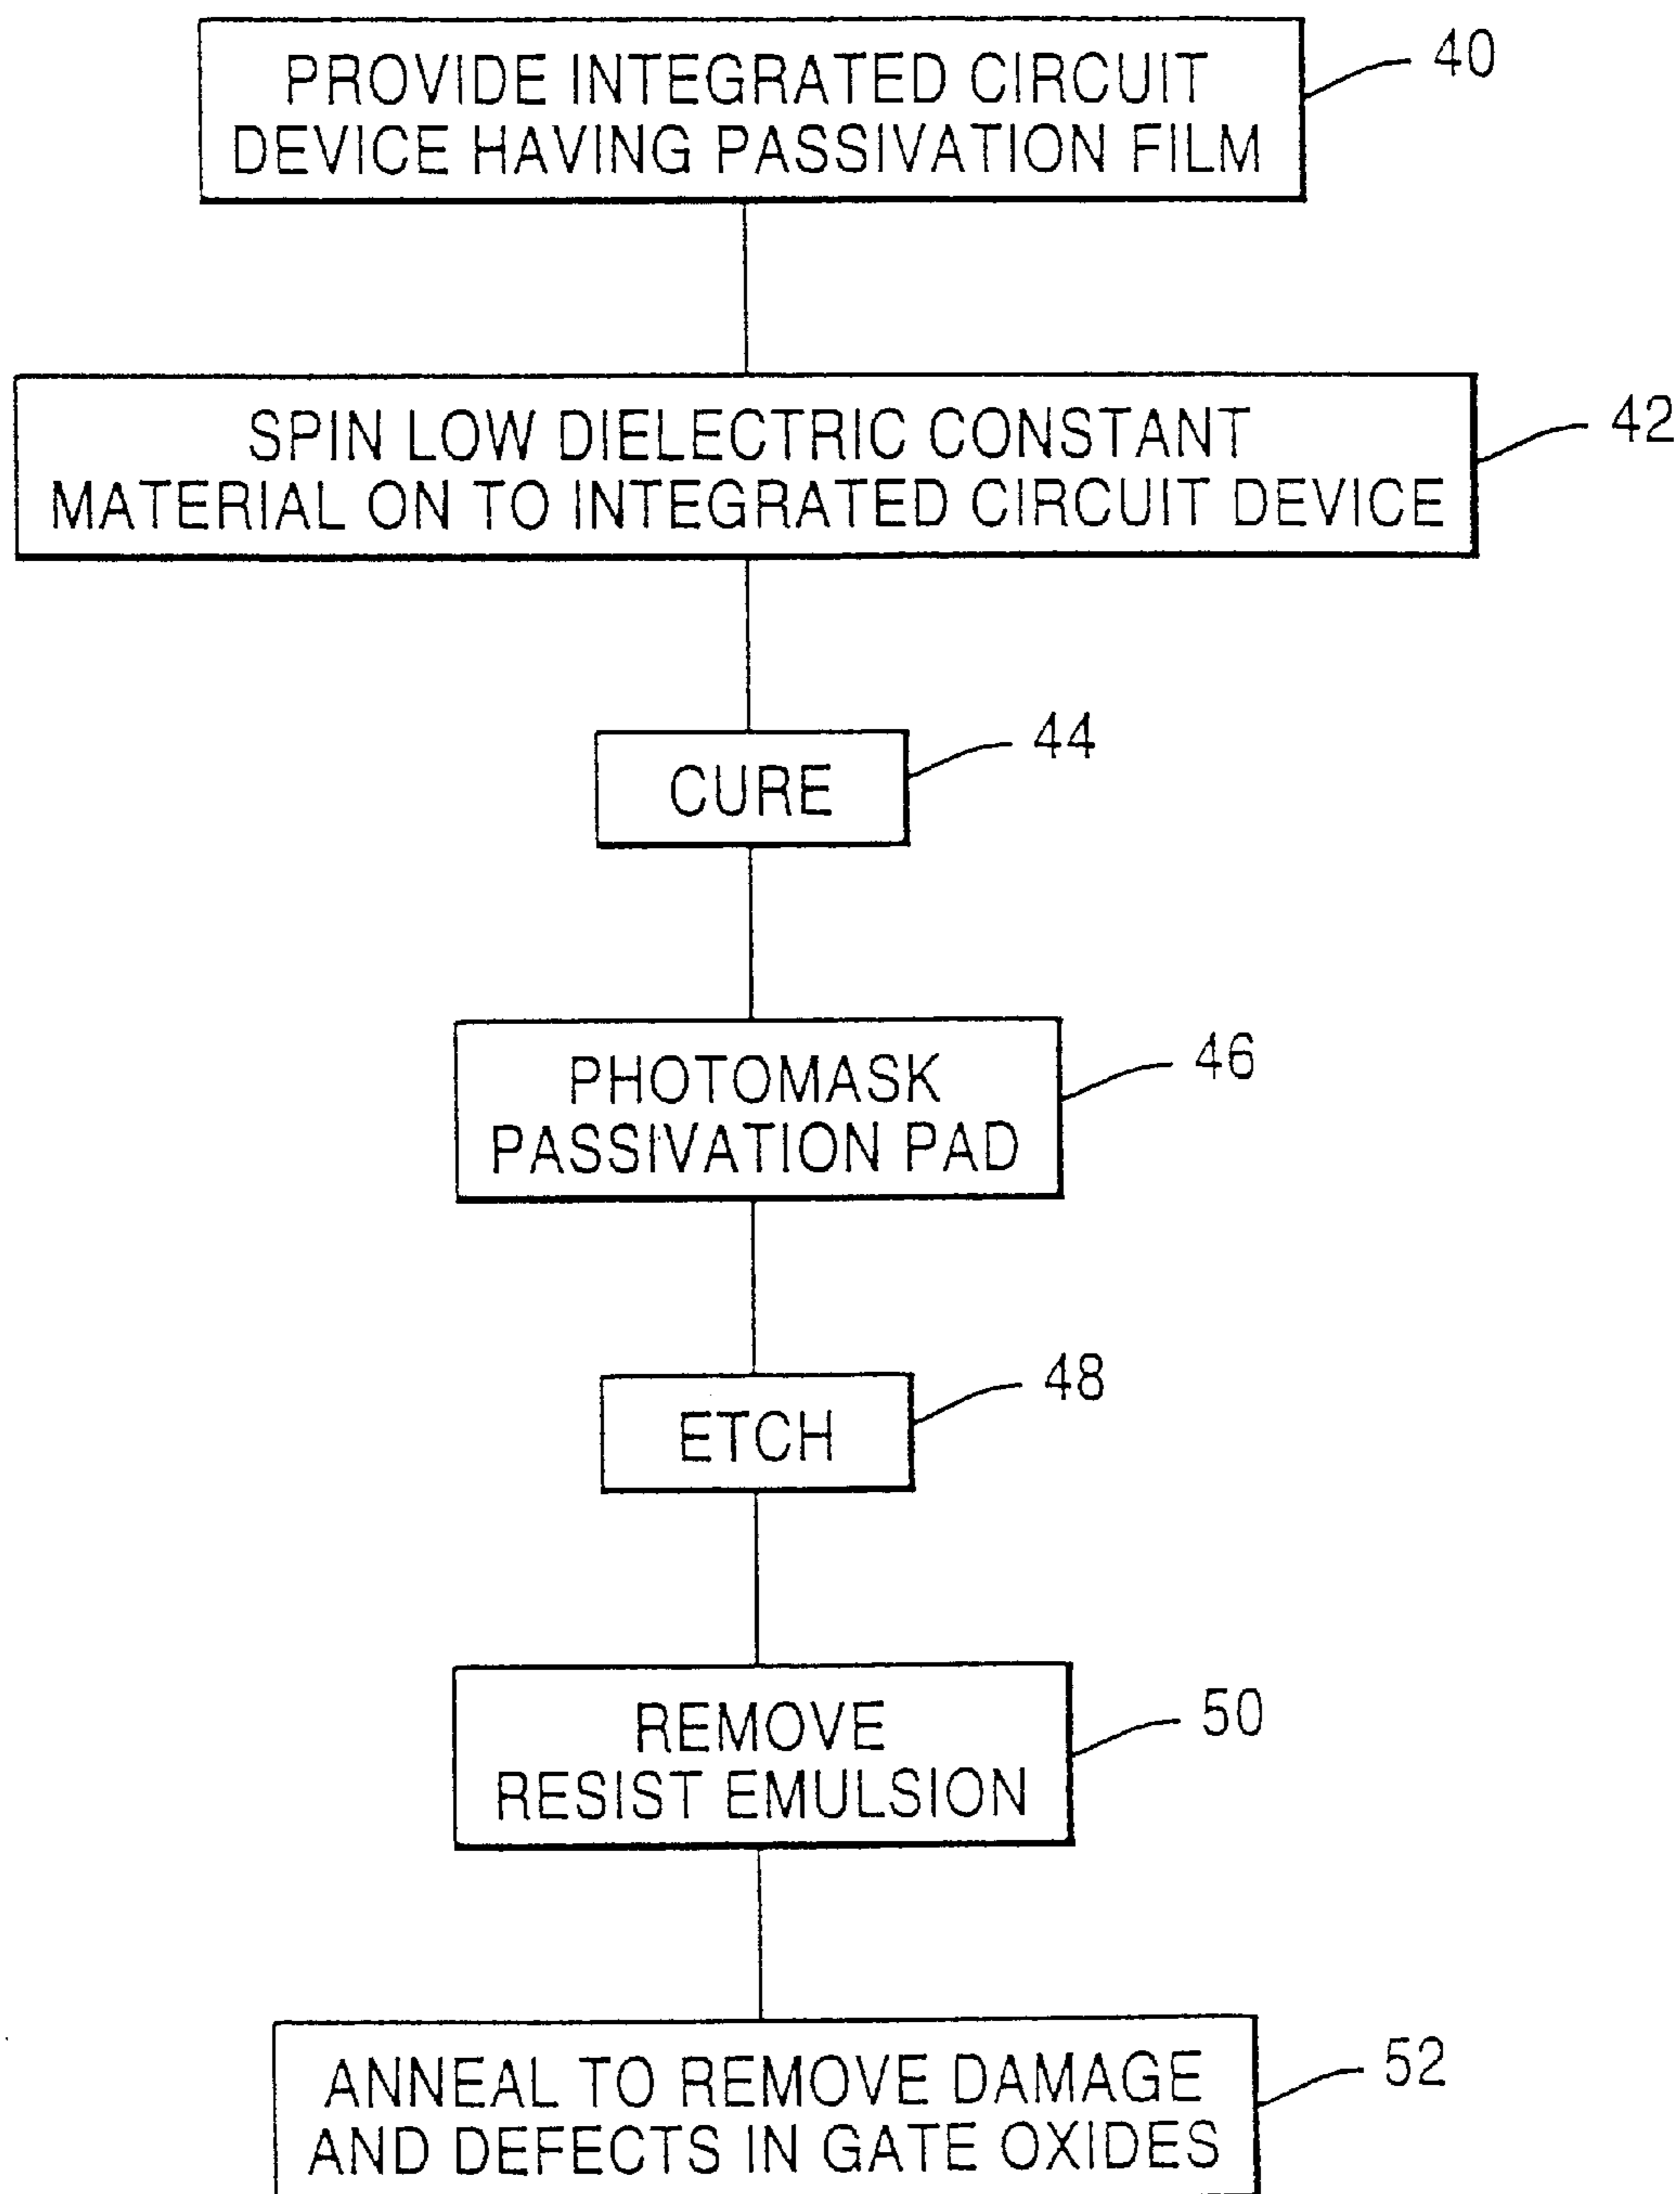 PROVIDE INTEGRATED CIRCUIT
DEVICE HAVING PASSIVATION FILM
40
SPIN LOW DIELECTRIC CONSTANT
MATERIAL ON TO INTEGRATED CIRCUIT DEVICE
42
CURE
44
PHOTOMASK
PASSIVATION PAD
46
ETCH
48
REMOVE
RESIST EMULSION
50
ANNEAL TO REMOVE DAMAGE
AND DEFECTS IN GATE OXIDES
52